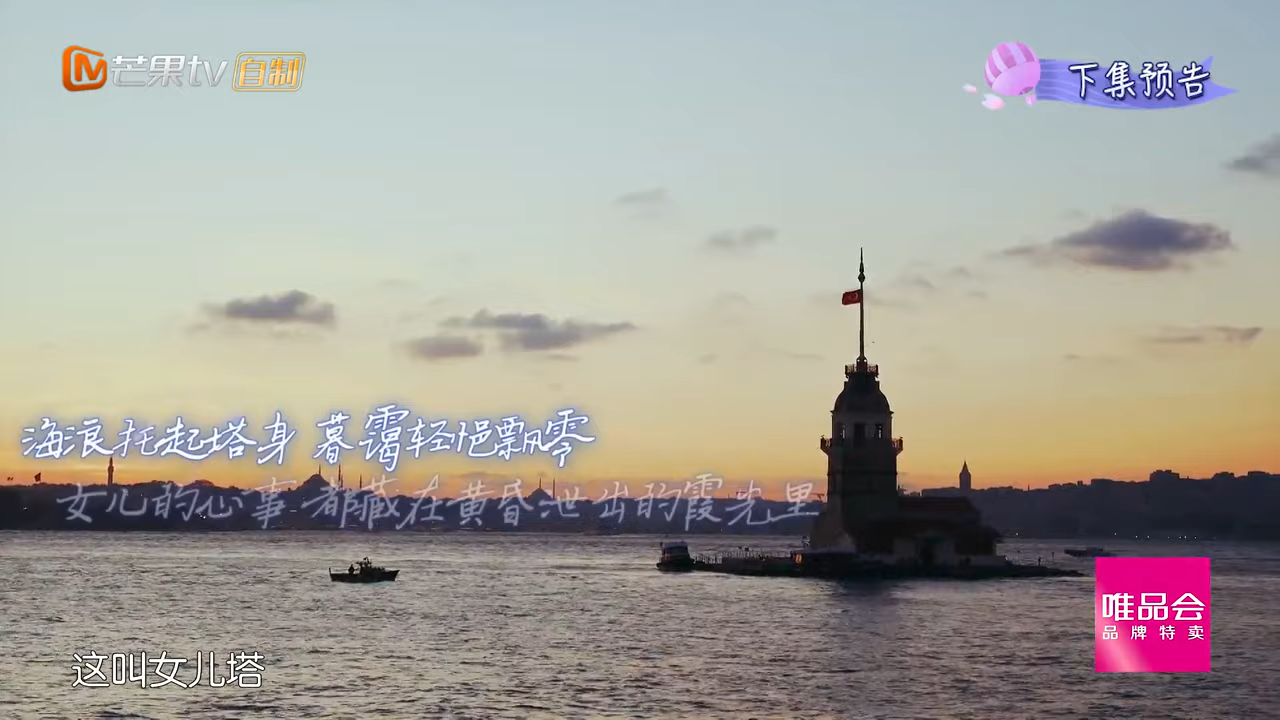 芒果tv 自制
下集预告
海浪托起塔身 暮霭轻悒飘零
女儿的心事 都藏在黄昏泄出的霞光里
唯品会
品牌特卖
这叫女儿塔